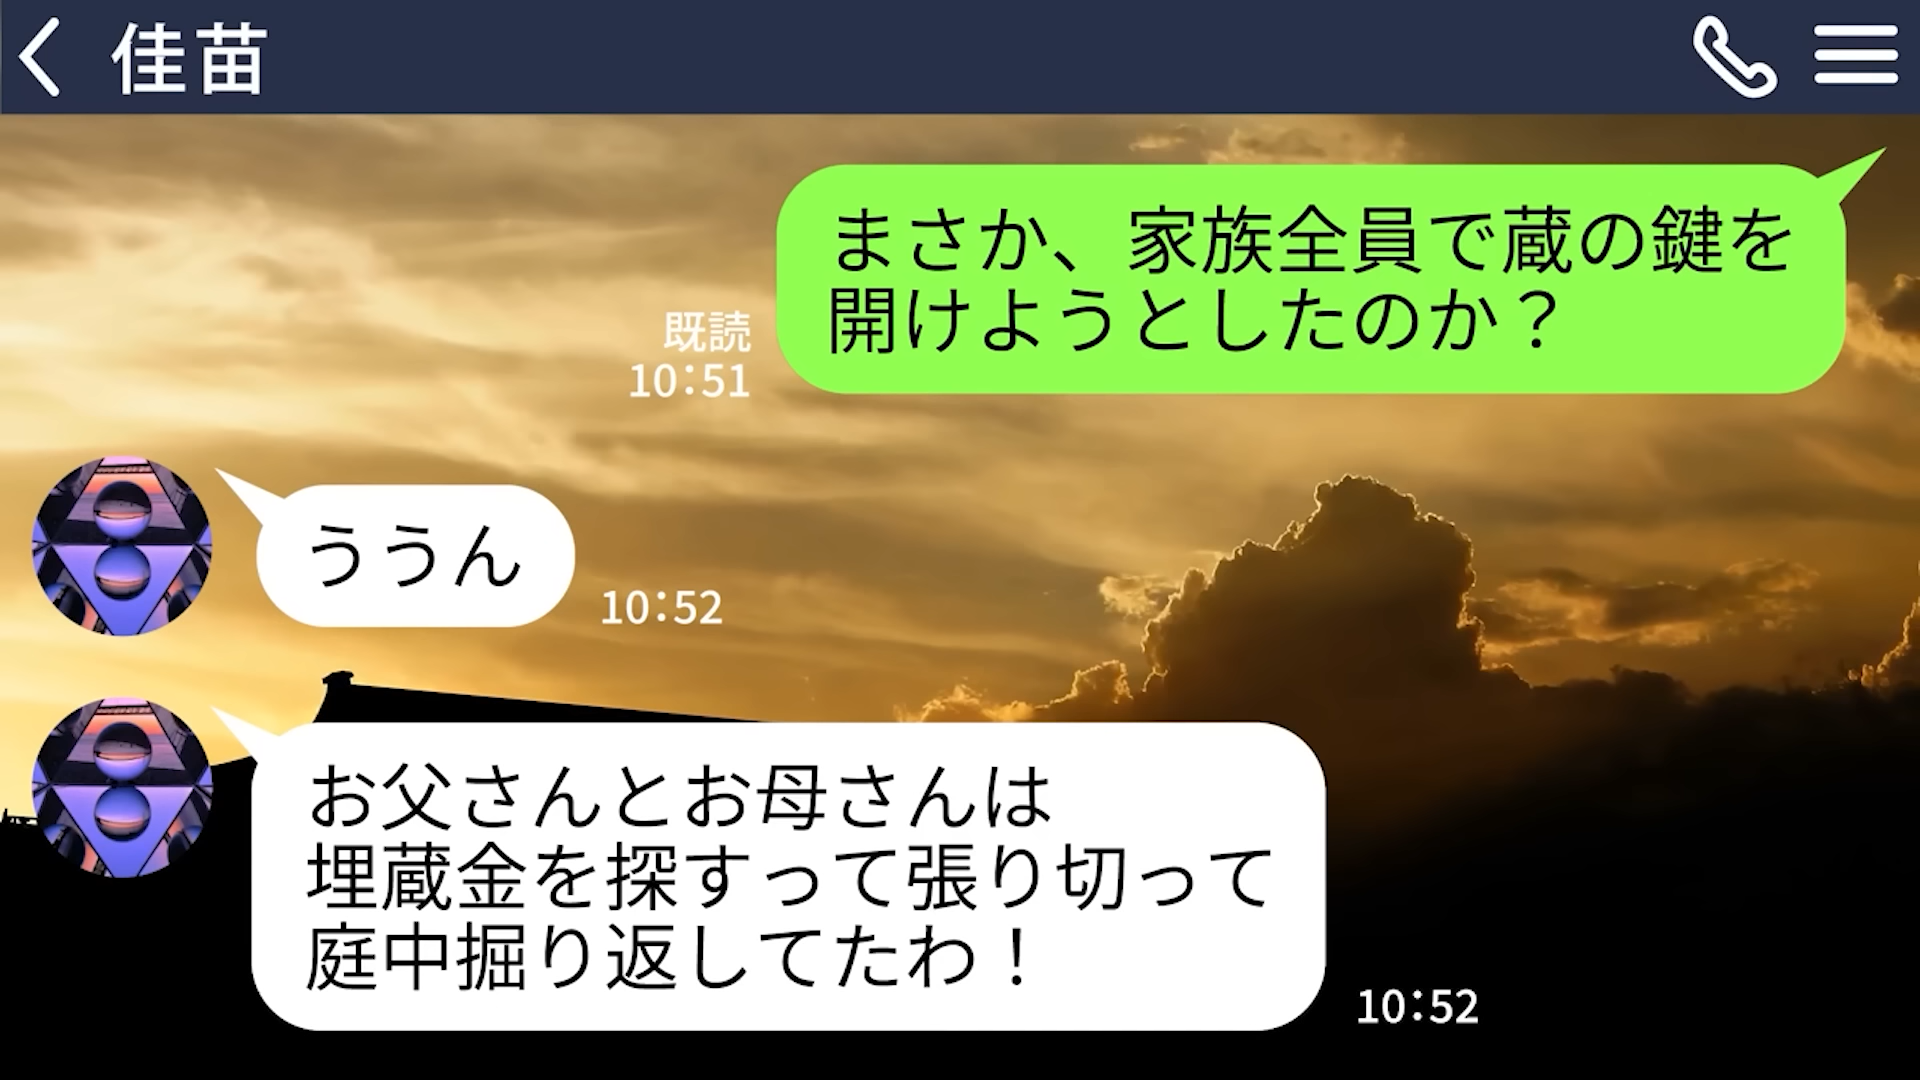 佳苗
まさか、家族全員で蔵の鍵を
開けようとしたのか？
既読
10:51
ううん
10:52
お父さんとお母さんは
埋蔵金を探すって張り切って
庭中掘り返してたわ！
10:52